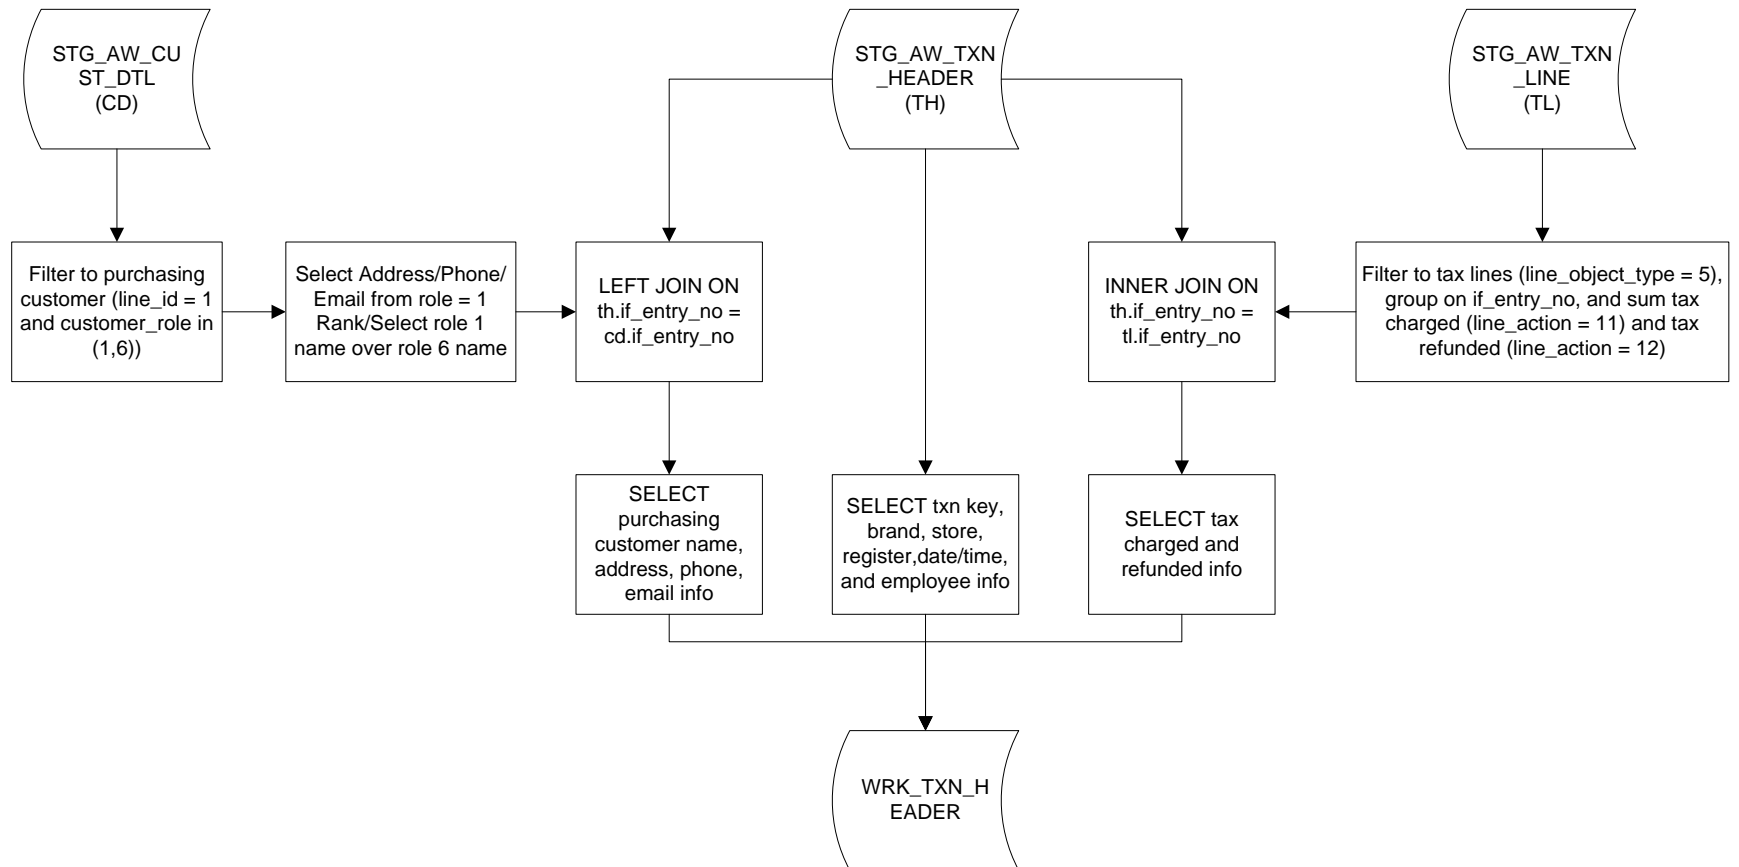 STG_AW_CU
ST_DTL
(CD)
STG_AW_TXN
_HEADER
(TH)
STG_AW_TXN
_LINE
(TL)
Filter to purchasing
customer (line_id = 1
and customer_role in
(1,6))
Select Address/Phone/
Email from role = 1
Rank/Select role 1
name over role 6 name
LEFT JOIN ON
th.if_entry_no =
cd.if_entry_no
INNER JOIN ON
th.if_entry_no =
tl.if_entry_no
Filter to tax lines (line_object_type = 5),
group on if_entry_no, and sum tax
charged (line_action = 11) and tax
refunded (line_action = 12)
SELECT
purchasing
customer name,
address, phone,
email info
SELECT txn key,
brand, store,
register,date/time,
and employee info
SELECT tax
charged and
refunded info
WRK_TXN_H
EADER